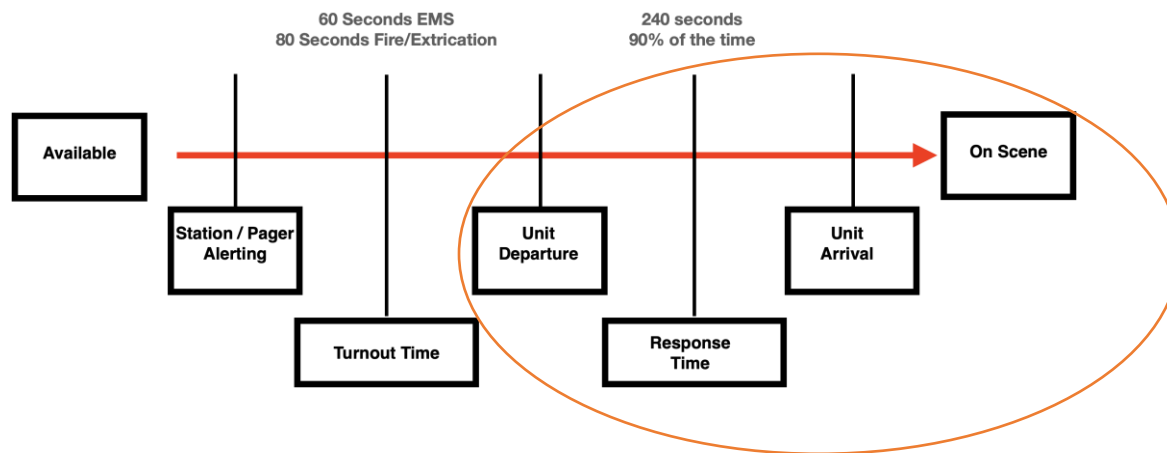 60 Seconds EMS
80 Seconds Fire/Extrication
240 seconds
90% of the time
Available
On Scene
Station / Pager
Alerting
Unit
Departure
Unit
Arrival
Turnout Time
Response
Time